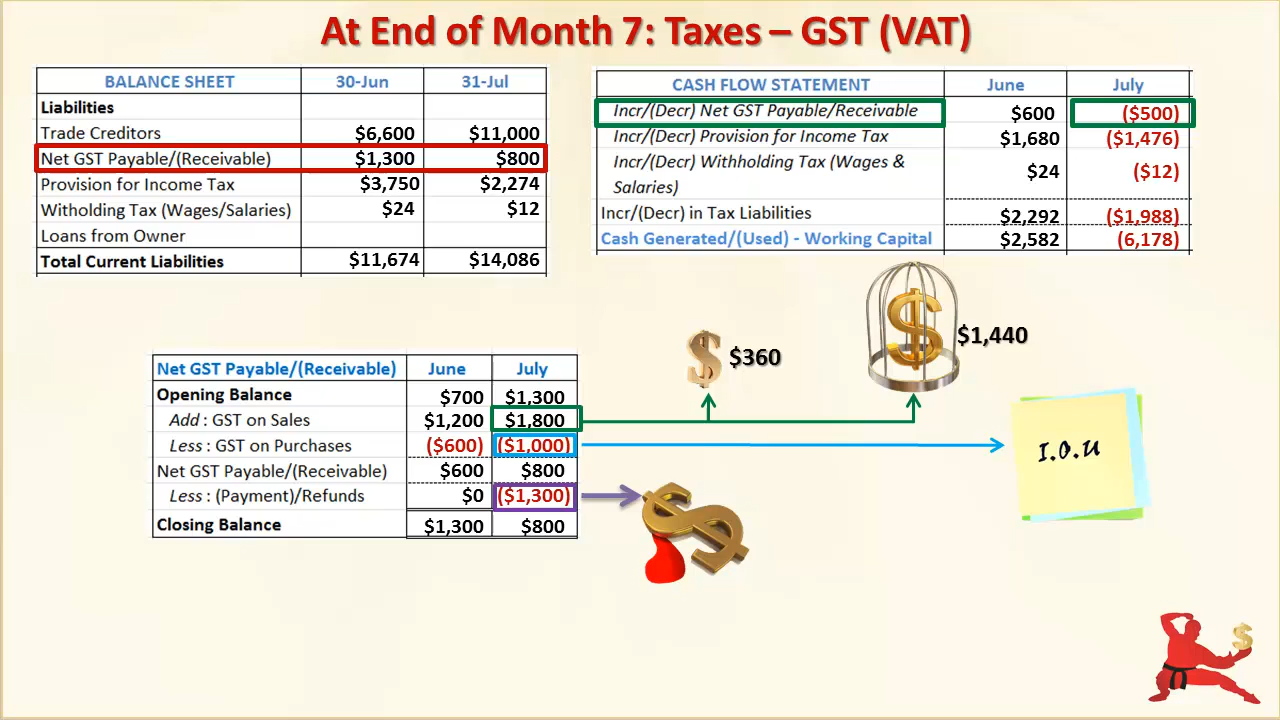 At End of Month 7: Taxes – GST (VAT)
BALANCE SHEET 30-Jun 31-Jul
Liabilities
Trade Creditors $6,600 $11,000
Net GST Payable/(Receivable) $1,300 $800
Provision for Income Tax $3,750 $2,274
Witholding Tax (Wages/Salaries) $24 $12
Loans from Owner
Total Current Liabilities $11,674 $14,086
CASH FLOW STATEMENT June July
Incr/(Decr) Net GST Payable/Receivable $600 ($500)
Incr/(Decr) Provision for Income Tax $1,680 ($1,476)
Incr/(Decr) Withholding Tax (Wages &
Salaries) $24 ($12)
Incr/(Decr) in Tax Liabilities $2,292 ($1,988)
Cash Generated/(Used) - Working Capital $2,582 (6,178)
$360
$1,440
Net GST Payable/(Receivable) June July
Opening Balance $700 $1,300
Add : GST on Sales $1,200 $1,800
Less : GST on Purchases ($600) ($1,000)
Net GST Payable/(Receivable) $600 $800
Less : (Payment)/Refunds $0 ($1,300)
Closing Balance $1,300 $800
I.O.U